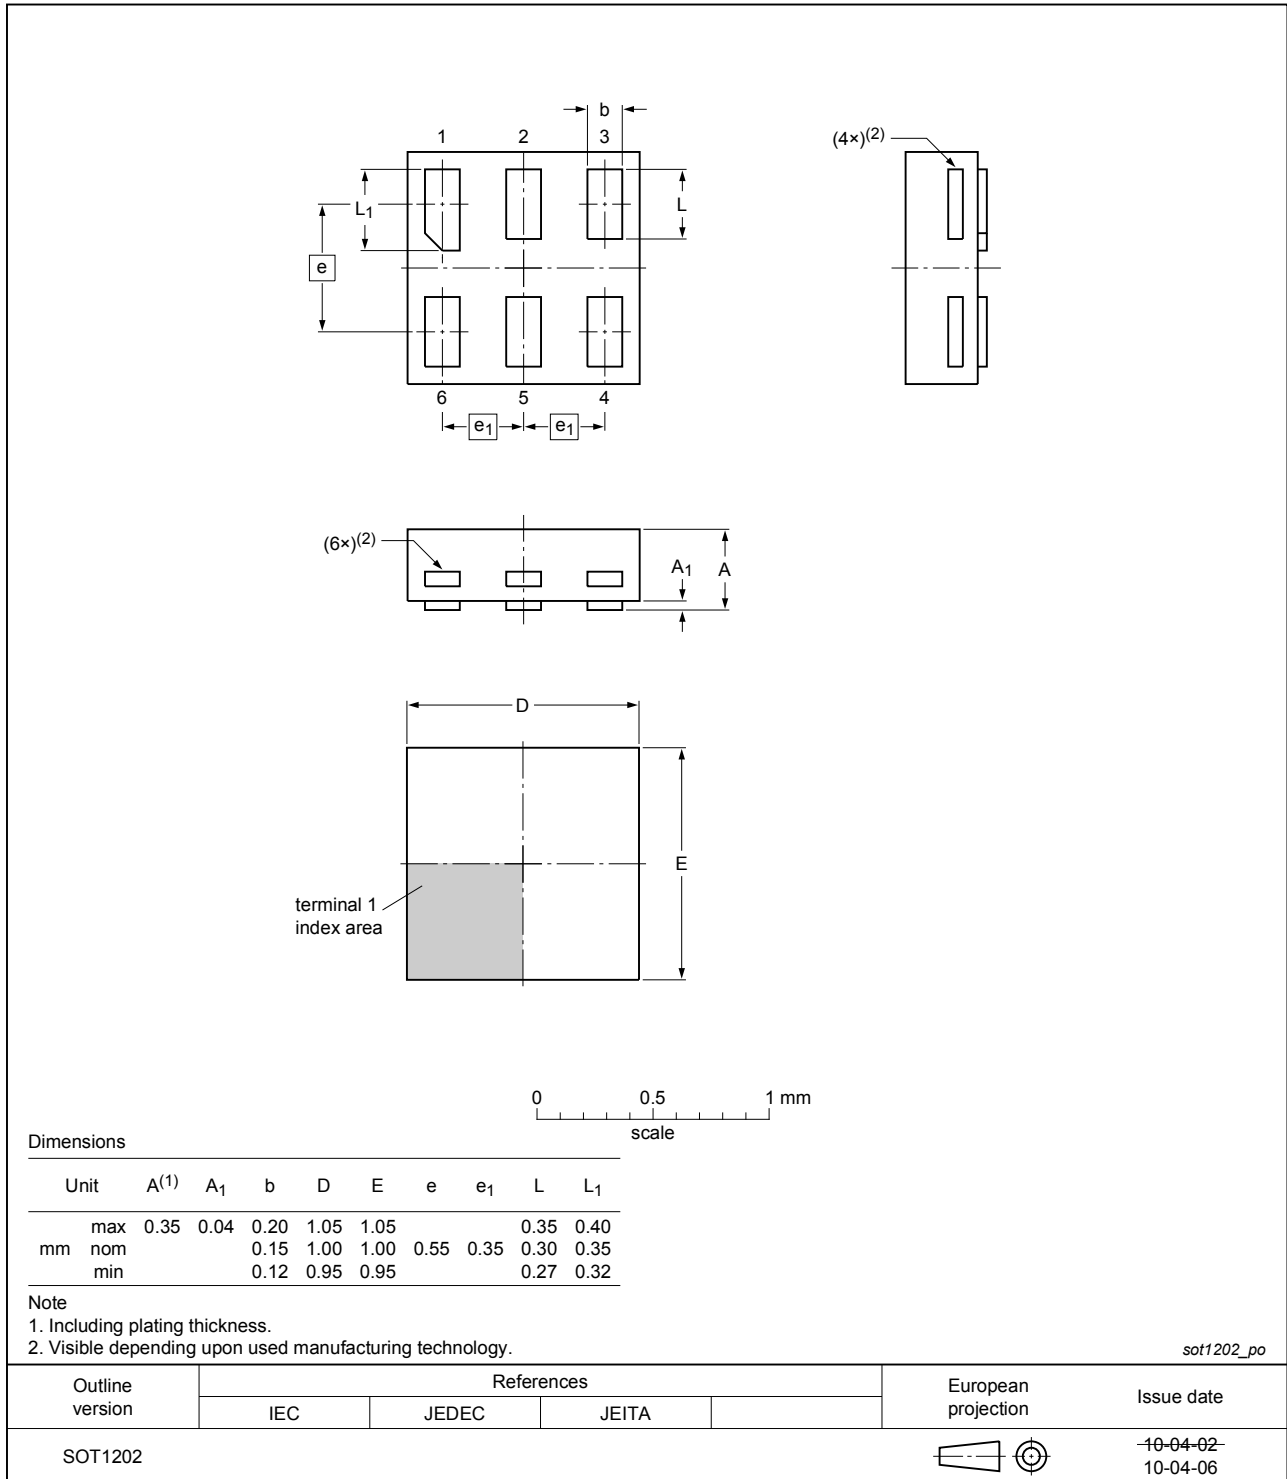 b
1 2 3
(4×)(2)
L1
L
e
6 5 4
e1 e1
(6×)(2)
A1 A
D
E
terminal 1
index area
0 0.5 1 mm
scale
Dimensions
Unit A(1) A1 b D E e e1 L L1
max 0.35 0.04 0.20 1.05 1.05 0.35 0.40
mm nom 0.15 1.00 1.00 0.55 0.35 0.30 0.35
min 0.12 0.95 0.95 0.27 0.32
Note
1. Including plating thickness.
2. Visible depending upon used manufacturing technology.
sot1202_po
Outline
version
References
IEC JEDEC JEITA
European
projection
Issue date
SOT1202
10-04-02
10-04-06